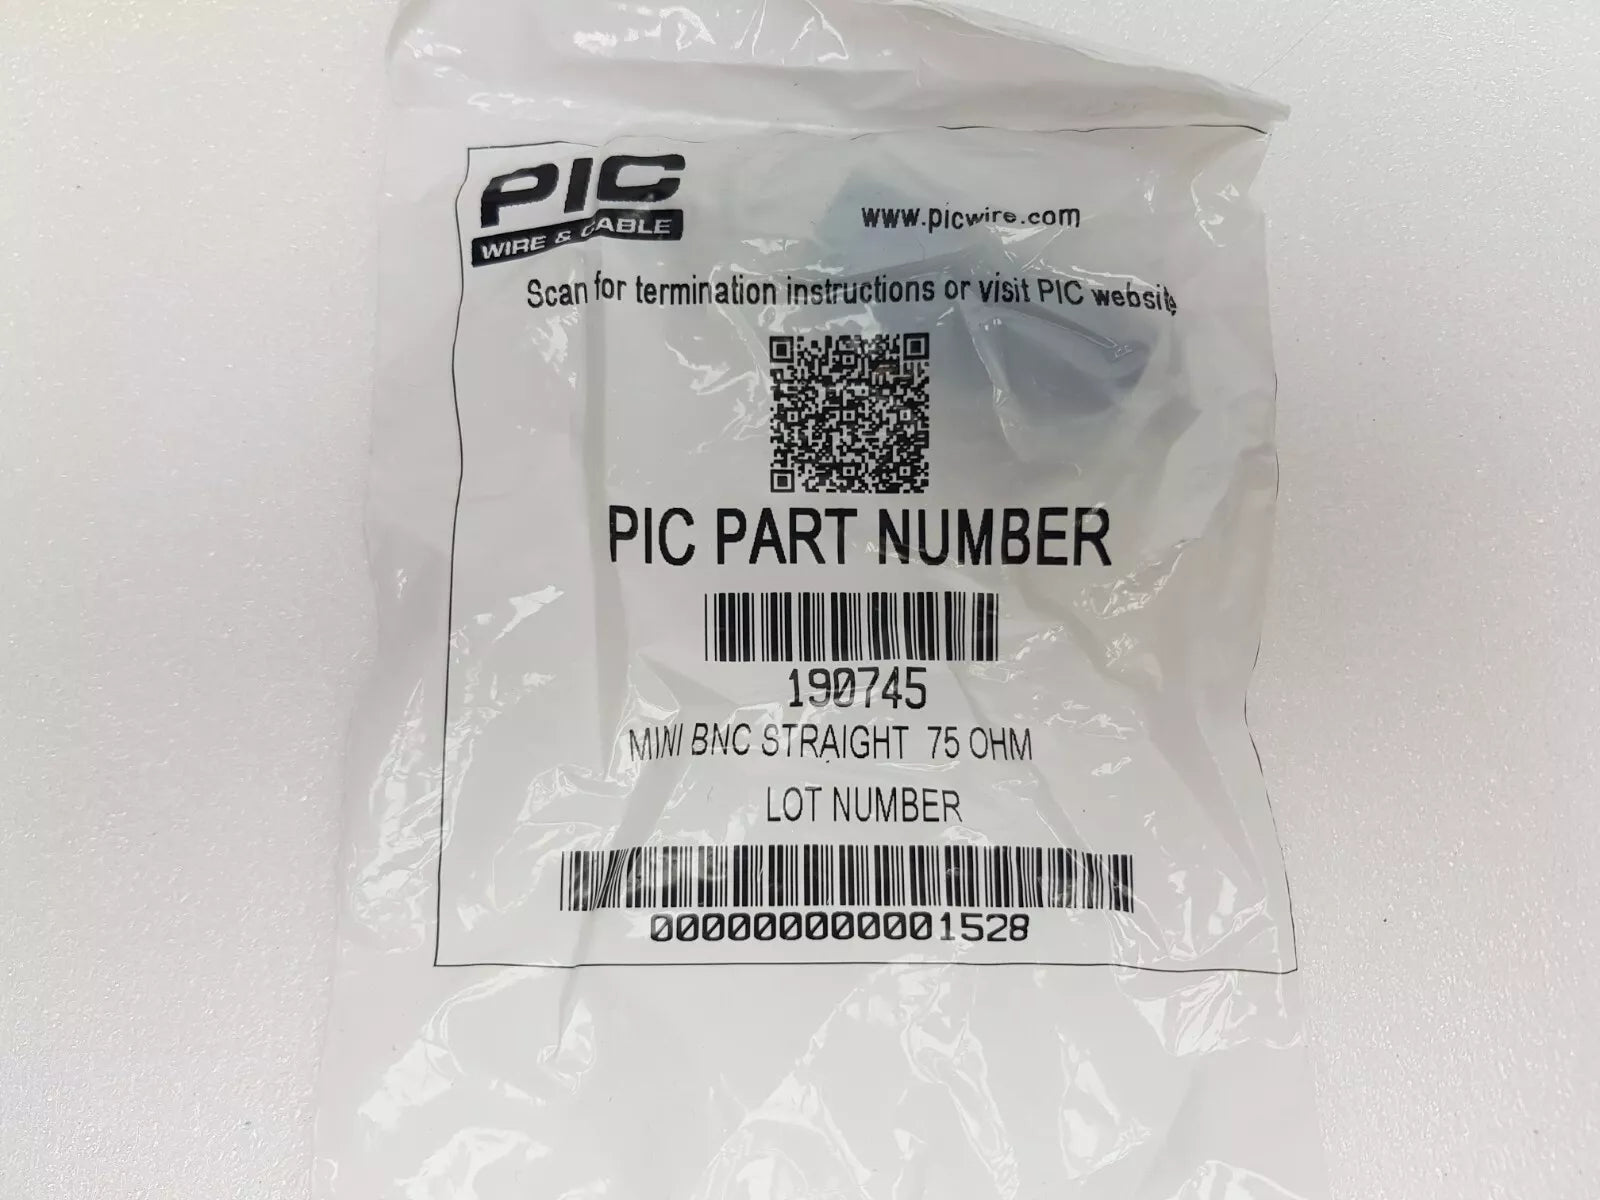 PIC
WIRE & CABLE
www.picwire.com
Scan for termination instructions or visit PIC website
PIC PART NUMBER
190745
MINI BNC STRAIGHT 75 OHM
LOT NUMBER
0000000000001528